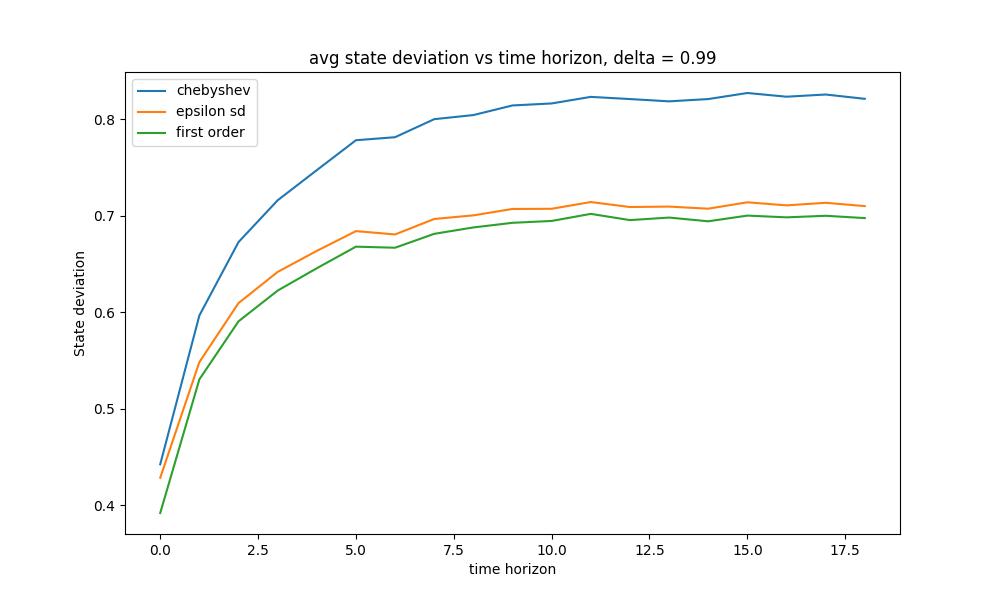 avg state deviation vs time horizon, delta = 0.99
chebyshev
epsilon sd
first order
State deviation
0.8
0.7
0.6
0.5
0.4
0.0 2.5 5.0 7.5 10.0 12.5 15.0 17.5
time horizon